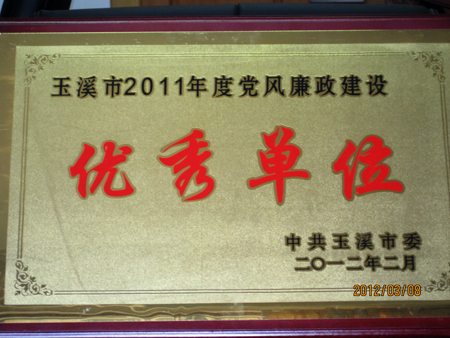 玉溪市2011年度党风廉政建设
优秀单位
中共玉溪市委
二〇一二年二月
2012/03/08